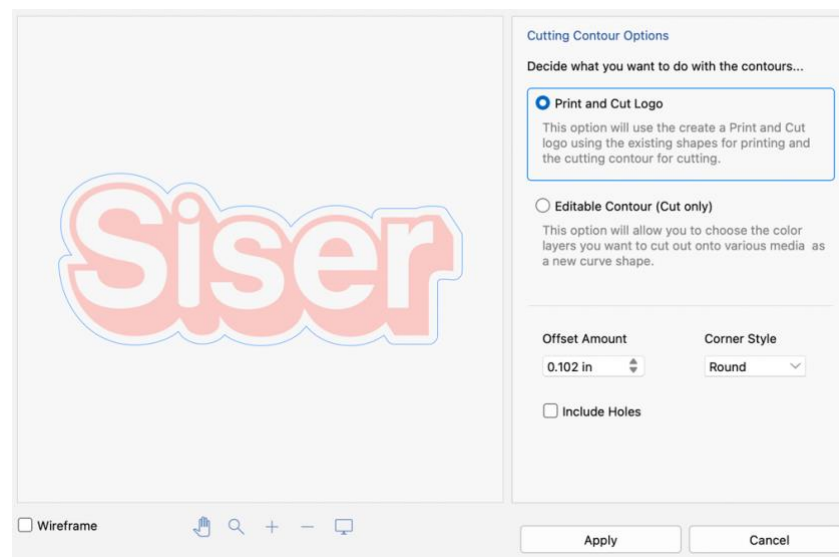 Siser
Cutting Contour Options
Decide what you want to do with the contours...
Print and Cut Logo
This option will use the create a Print and Cut
logo using the existing shapes for printing and
the cutting contour for cutting.
Editable Contour (Cut only)
This option will allow you to choose the color
layers you want to cut out onto various media as
a new curve shape.
Offset Amount
Corner Style
0.102 in
Round
Include Holes
Wireframe
Apply
Cancel